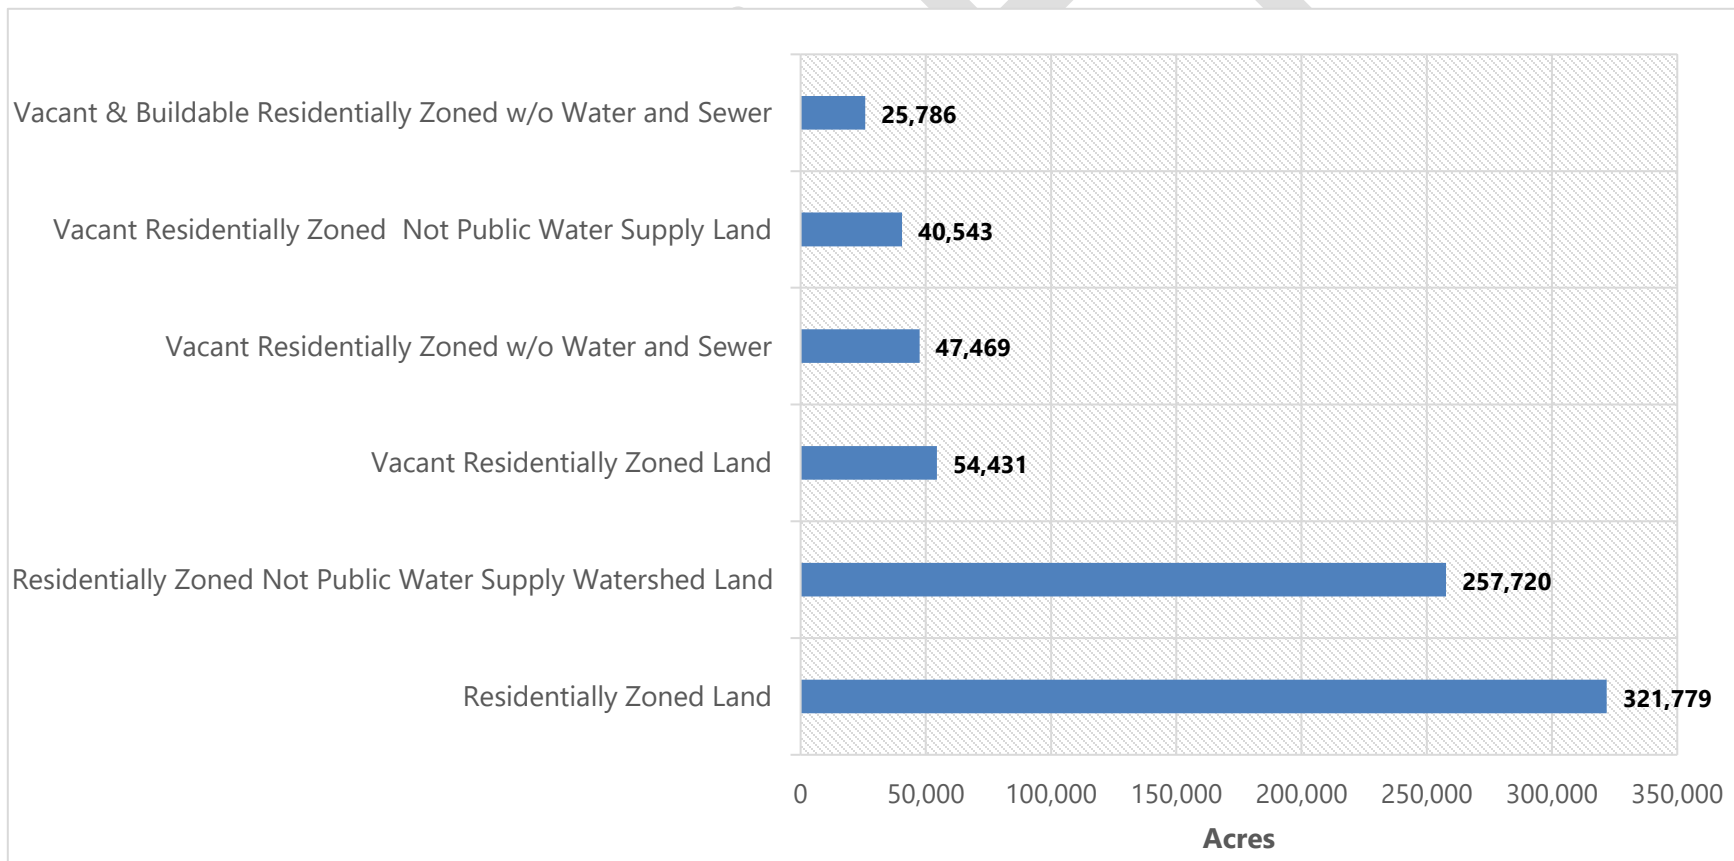 Vacant & Buildable Residentially Zoned w/o Water and Sewer 25,786
Vacant Residentially Zoned  Not Public Water Supply Land 40,543
Vacant Residentially Zoned w/o Water and Sewer 47,469
Vacant Residentially Zoned Land 54,431
Residentially Zoned Not Public Water Supply Watershed Land 257,720
Residentially Zoned Land 321,779
0 50,000 100,000 150,000 200,000 250,000 300,000 350,000
Acres